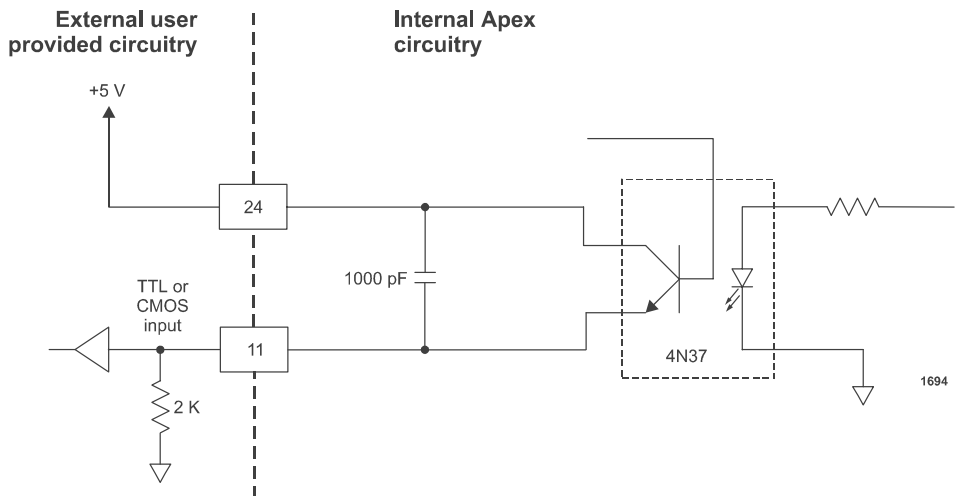 External user
provided circuitry
Internal Apex
circuitry
+5 V
24
1000 pF
TTL or
CMOS
input
11
2 K
4N37
1694